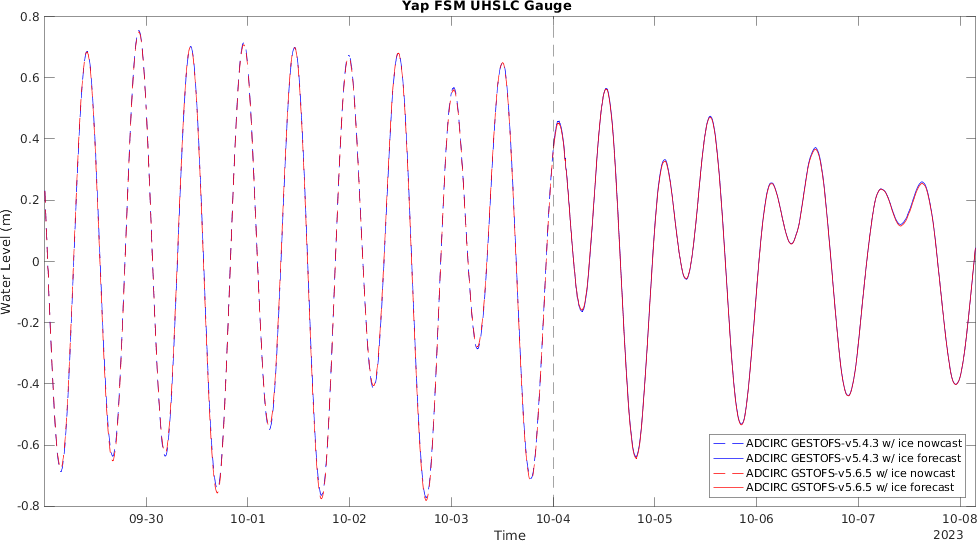 Yap FSM UHSLC Gauge
0.8
0.6
0.4
0.2
0
-0.2
-0.4
-0.6
-0.8
Water Level (m)
09-30 10-01 10-02 10-03 10-04 10-05 10-06 10-07 10-08
Time
2023
ADCIRC GESTOFS-v5.4.3 w/ ice nowcast
ADCIRC GESTOFS-v5.4.3 w/ ice forecast
ADCIRC GSTOFS-v5.6.5 w/ ice nowcast
ADCIRC GSTOFS-v5.6.5 w/ ice forecast